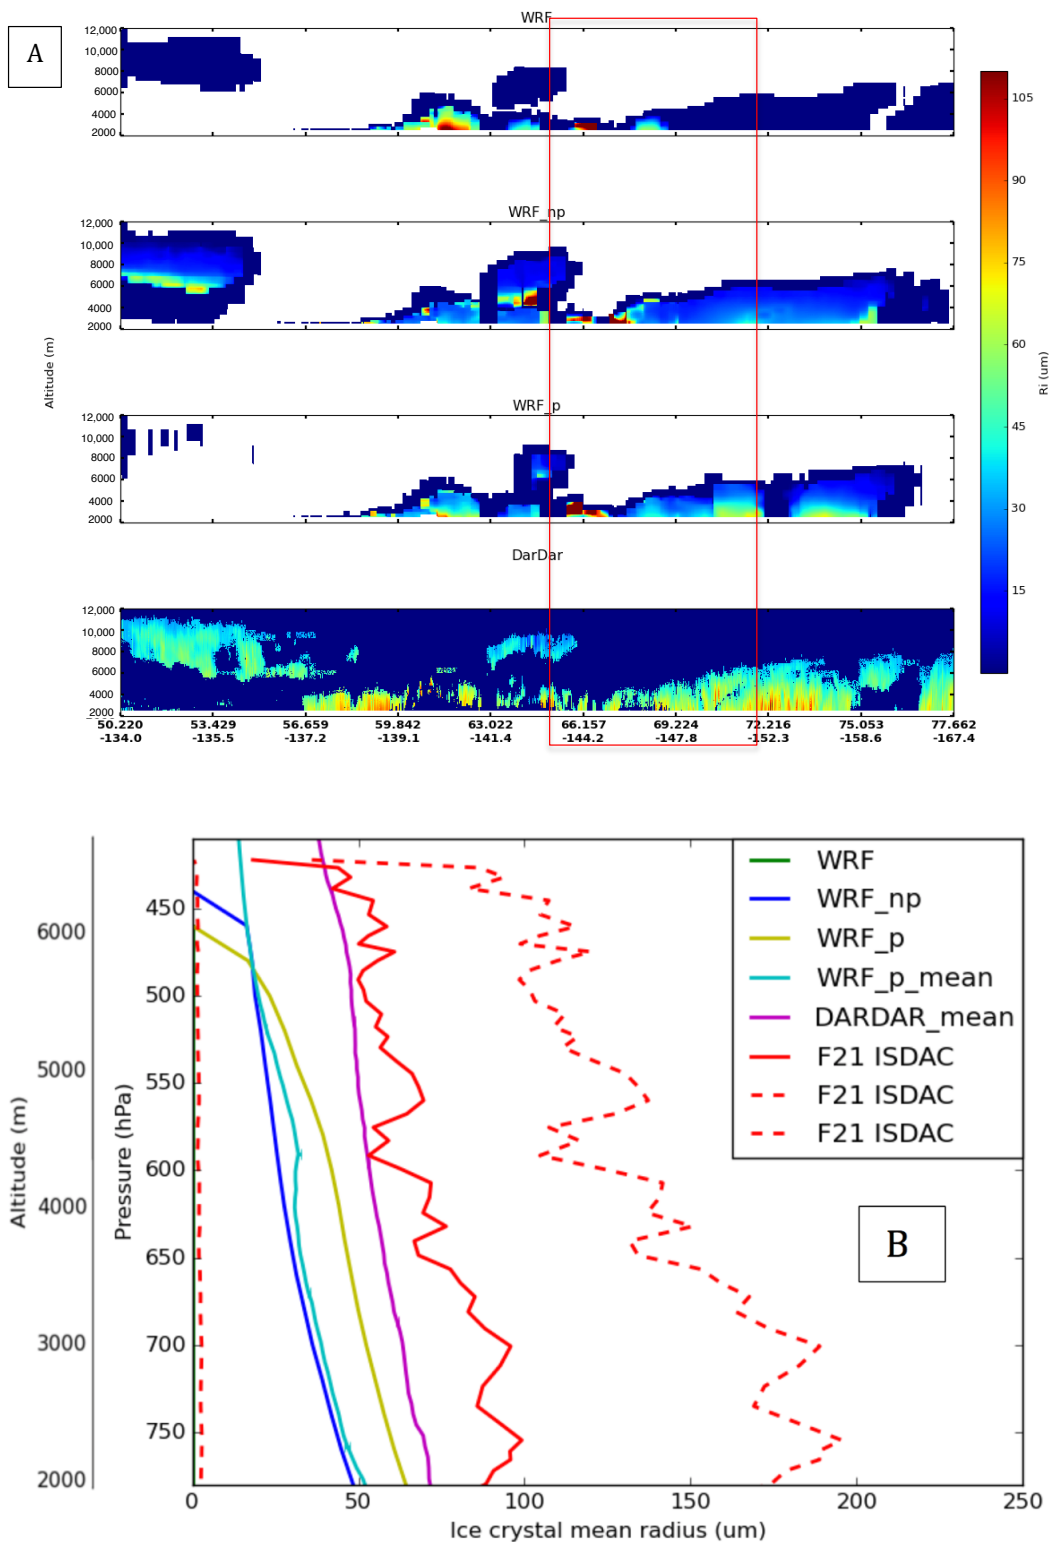 A
WRF
12,000
10,000
8000
6000
4000
2000
WRF_np
12,000
10,000
8000
6000
4000
2000
WRF_p
12,000
10,000
8000
6000
4000
2000
DarDar
12,000
10,000
8000
6000
4000
2000
Altitude (m)
50.220 53.429 56.659 59.842 63.022 66.157 69.224 72.216 75.053 77.662
-134.0 -135.5 -137.2 -139.1 -141.4 -144.2 -147.8 -152.3 -158.6 -167.4
105
90
75
60
45
30
15
Ri (um)
WRF
WRF_np
WRF_p
WRF_p_mean
DARDAR_mean
F21 ISDAC
F21 ISDAC
F21 ISDAC
B
6000
5000
4000
3000
2000
Altitude (m)
450
500
550
600
650
700
750
Pressure (hPa)
0 50 100 150 200 250
Ice crystal mean radius (um)